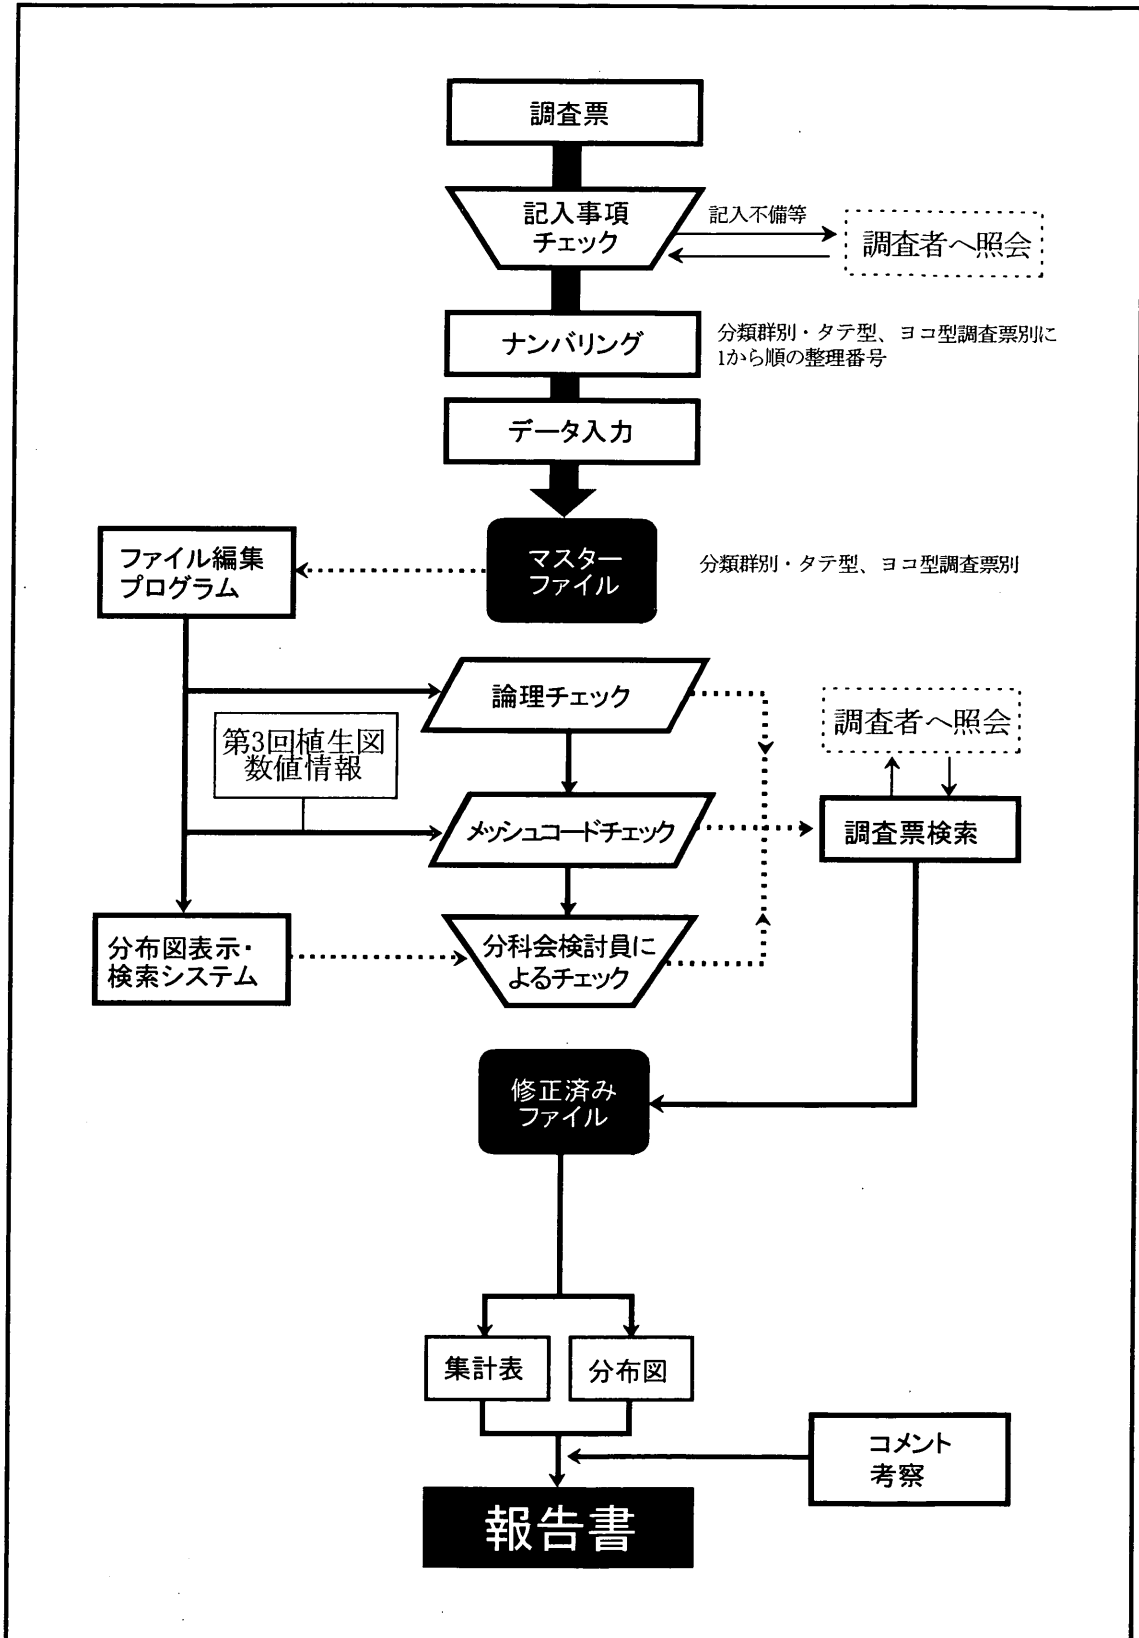 調査票
記入事項
チェック
記入不備等
調査者へ照会
ナンバリング
分類群別・タテ型、ヨコ型調査票別に
1から順の整理番号
データ入力
マスター
ファイル
分類群別・タテ型、ヨコ型調査票別
ファイル編集
プログラム
論理チェック
調査者へ照会
第3回植生図
数値情報
メッシュコードチェック
調査票検索
分布図表示・
検索システム
分科会検討員に
よるチェック
修正済み
ファイル
集計表
分布図
コメント
考察
報告書